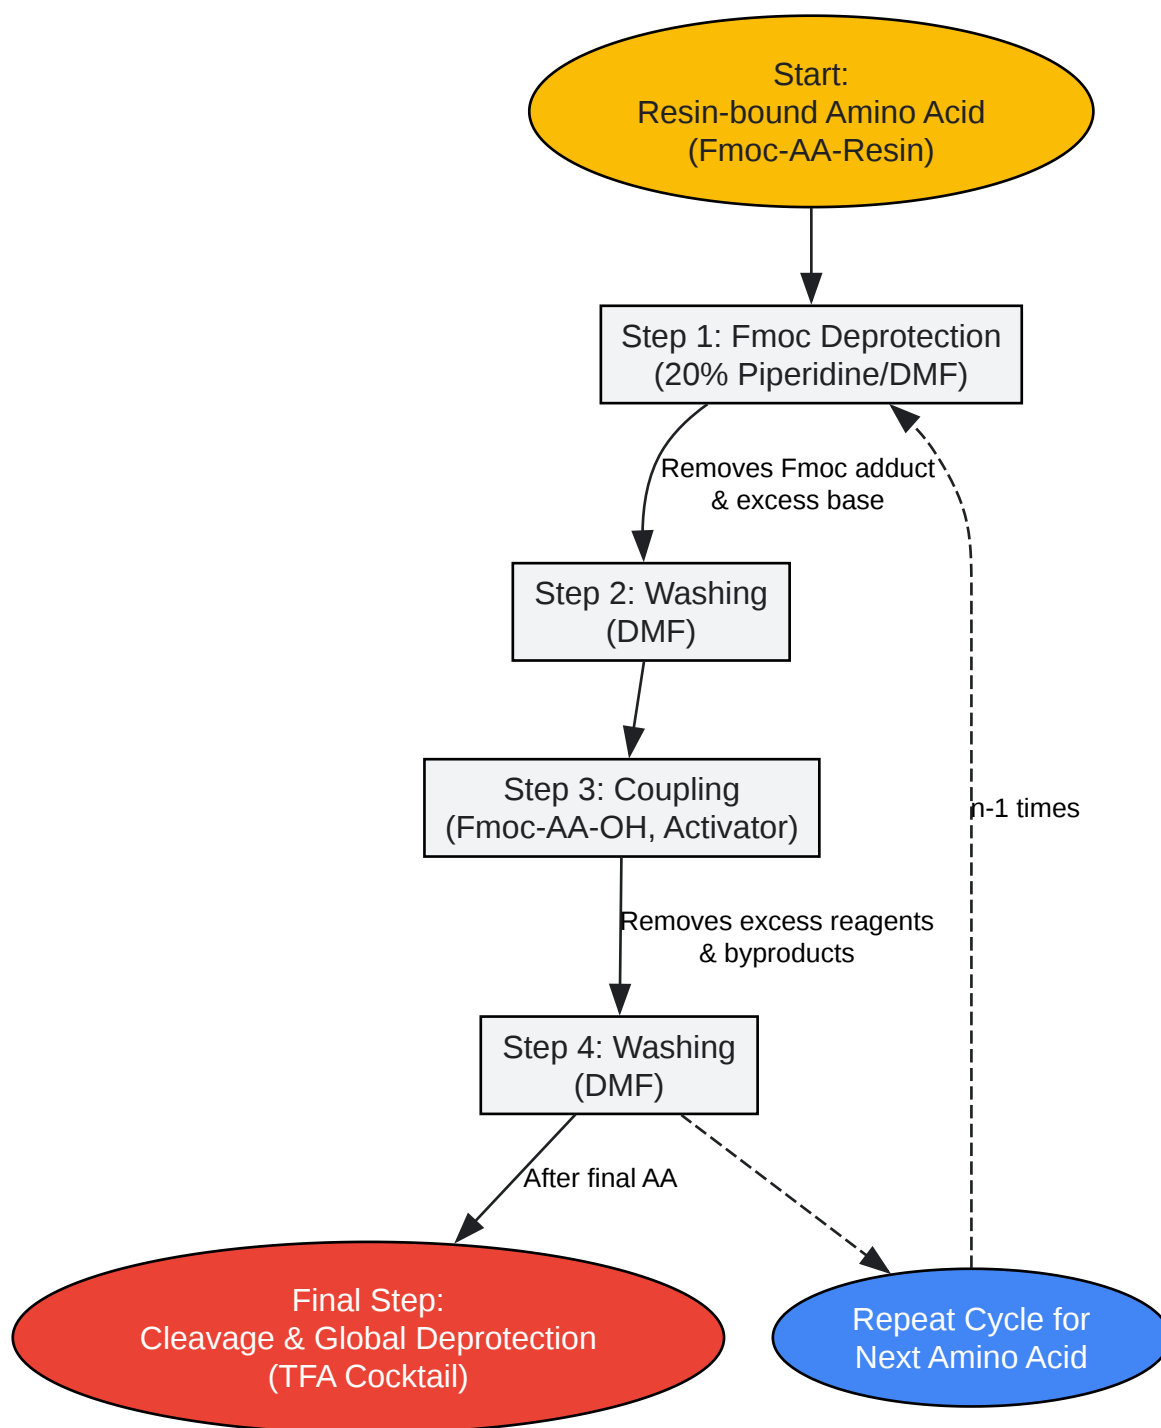 Start:
Resin-bound Amino Acid
(Fmoc-AA-Resin)
Step 1: Fmoc Deprotection
(20% Piperidine/DMF)
Removes Fmoc adduct
& excess base
Step 2: Washing
(DMF)
Step 3: Coupling
(Fmoc-AA-OH, Activator)
n-1 times
Removes excess reagents
& byproducts
Step 4: Washing
(DMF)
After final AA
Final Step:
Cleavage & Global Deprotection
(TFA Cocktail)
Repeat Cycle for
Next Amino Acid